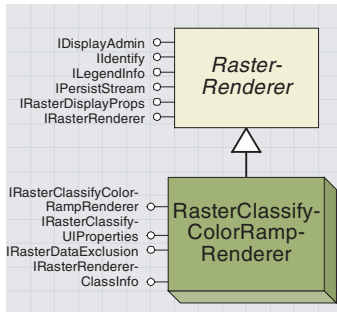 IDisplayAdmin
IIdentify
ILegendInfo
IPersistStream
IRasterDisplayProps
IRasterRenderer
Raster-
Renderer
IRasterClassifyColor-
RampRenderer
IRasterClassify-
UIProperties
IRasterDataExclusion
IRasterRenderer-
ClassInfo
RasterClassify-
ColorRamp-
Renderer